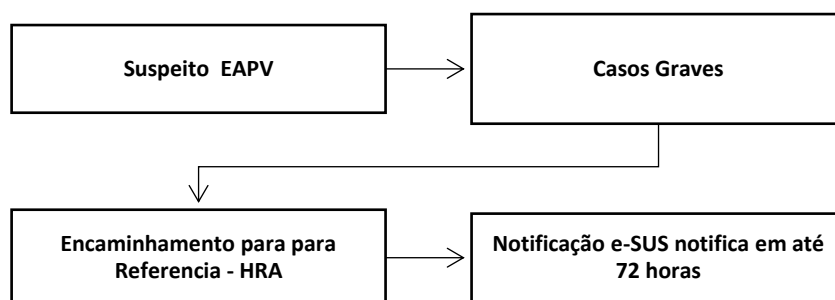 Suspeito  EAPV
Casos Graves
Encaminhamento para para
Referencia - HRA
Notificação e-SUS notifica em até
72 horas